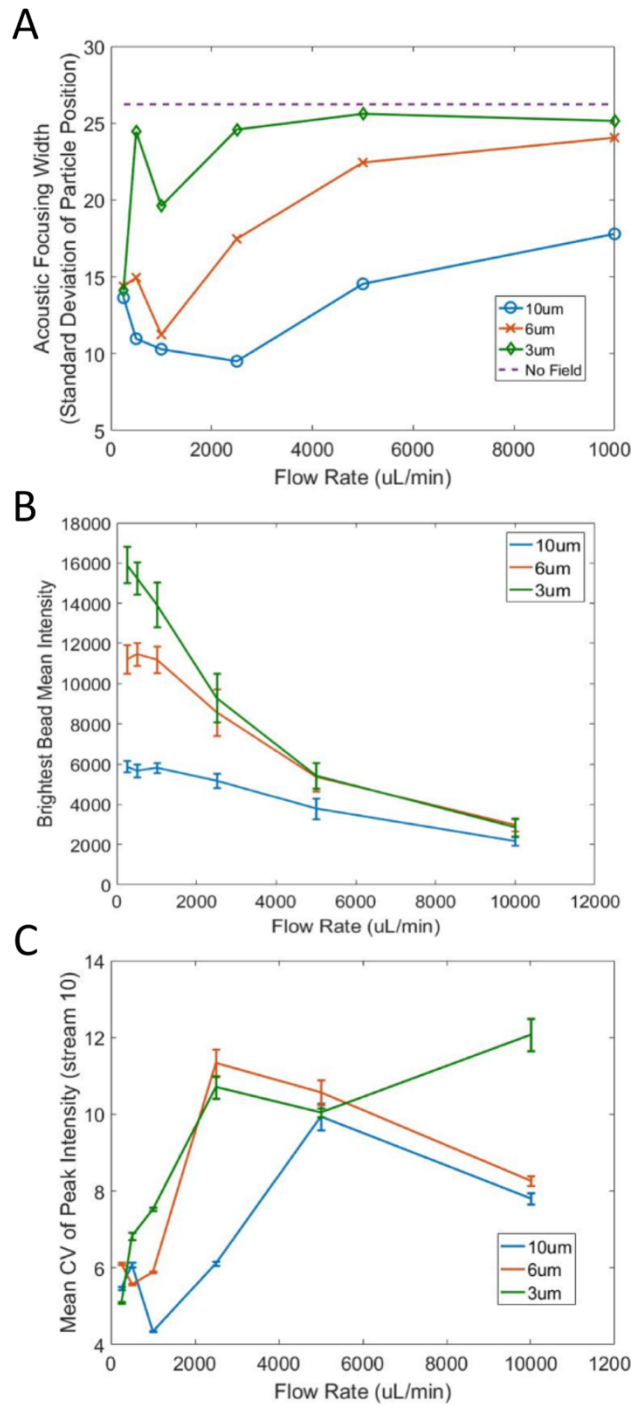 A
30
25
20
15
10
5
Acoustic Focusing Width
(Standard Deviation of Particle Position)
10um
6um
3um
No Field
0 2000 4000 6000 8000 1000
Flow Rate (uL/min)
B
18000
16000
14000
12000
10000
8000
6000
4000
2000
0
Brightest Bead Mean Intensity
10um
6um
3um
0 2000 4000 6000 8000 10000 12000
Flow Rate (uL/min)
C
14
12
10
8
6
4
Mean CV of Peak Intensity (stream 10)
10um
6um
3um
0 2000 4000 6000 8000 10000 1200
Flow Rate (uL/min)